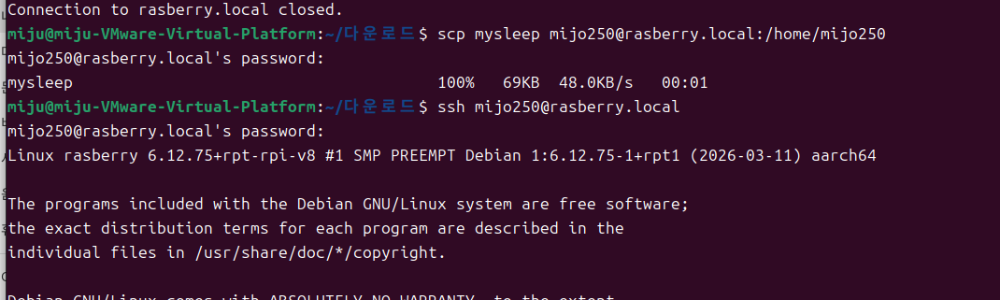 Connection to rasberry.local closed.
miju@miju-VMware-Virtual-Platform:~/다운로드$ scp mysleep mijo250@rasberry.local:/home/mijo250
mijo250@rasberry.local's password:
mysleep 100% 69KB 48.0KB/s 00:01
miju@miju-VMware-Virtual-Platform:~/다운로드$ ssh mijo250@rasberry.local
mijo250@rasberry.local's password:
Linux rasberry 6.12.75+rpt-rpi-v8 #1 SMP PREEMPT Debian 1:6.12.75-1+rpt1 (2026-03-11) aarch64
The programs included with the Debian GNU/Linux system are free software;
the exact distribution terms for each program are described in the
individual files in /usr/share/doc/*/copyright.
Debian GNU/Linux comes with ABSOLUTELY NO WARRANTY, to the extent